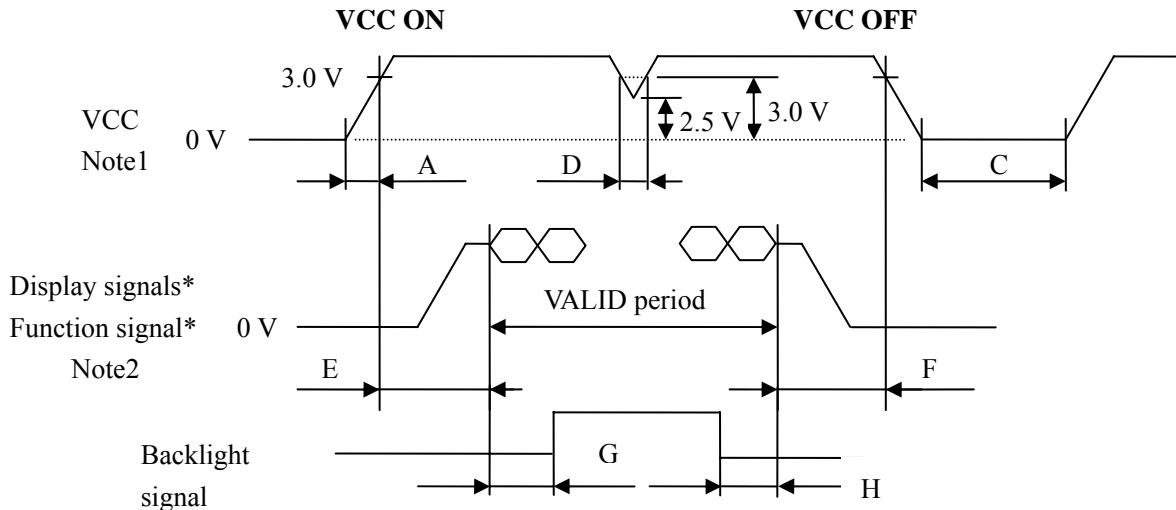 VCC ON
VCC OFF
3.0 V
3.0 V
2.5 V
VCC
0 V
Note1
A
D
C
Display signals*
VALID period
Function signal*
0 V
Note2
E
F
Backlight
G
signal
H